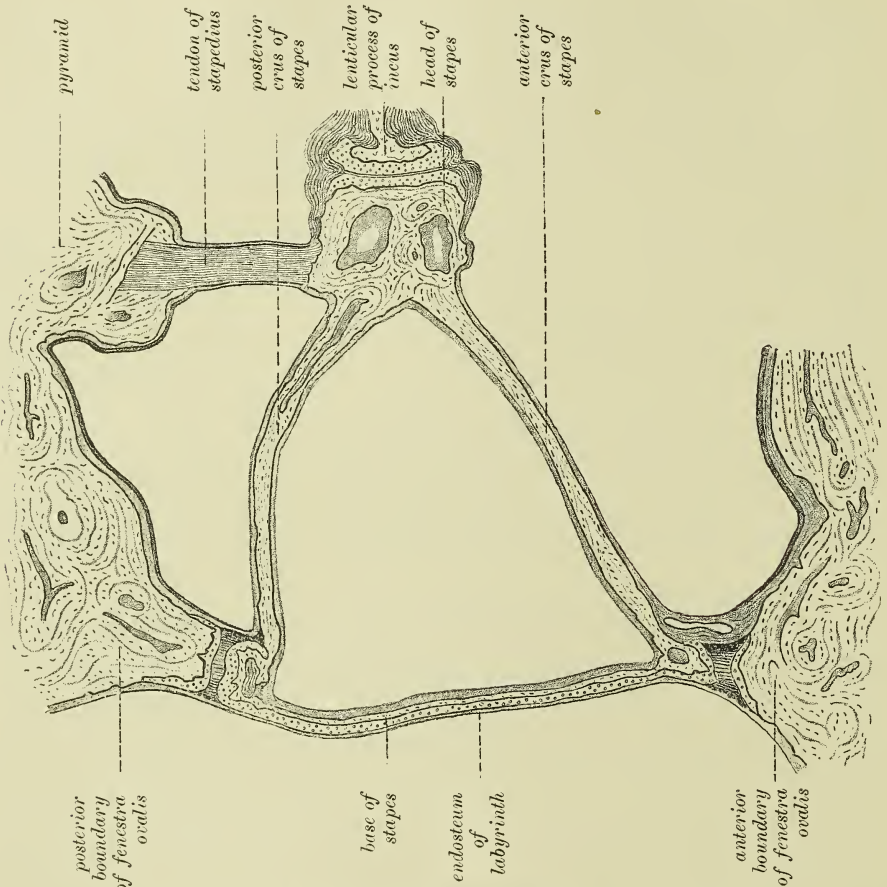 pyramid
tendon of
stapedius
posterior
crus of
stapes
lenticular
process of
incus
head of
stapes
anterior
crus of
stapes
posterior
boundary
of fenestra
ovalis
base of
stapes
endosteum
of
labyrinth
anterior
boundary
of fenestra
ovalis